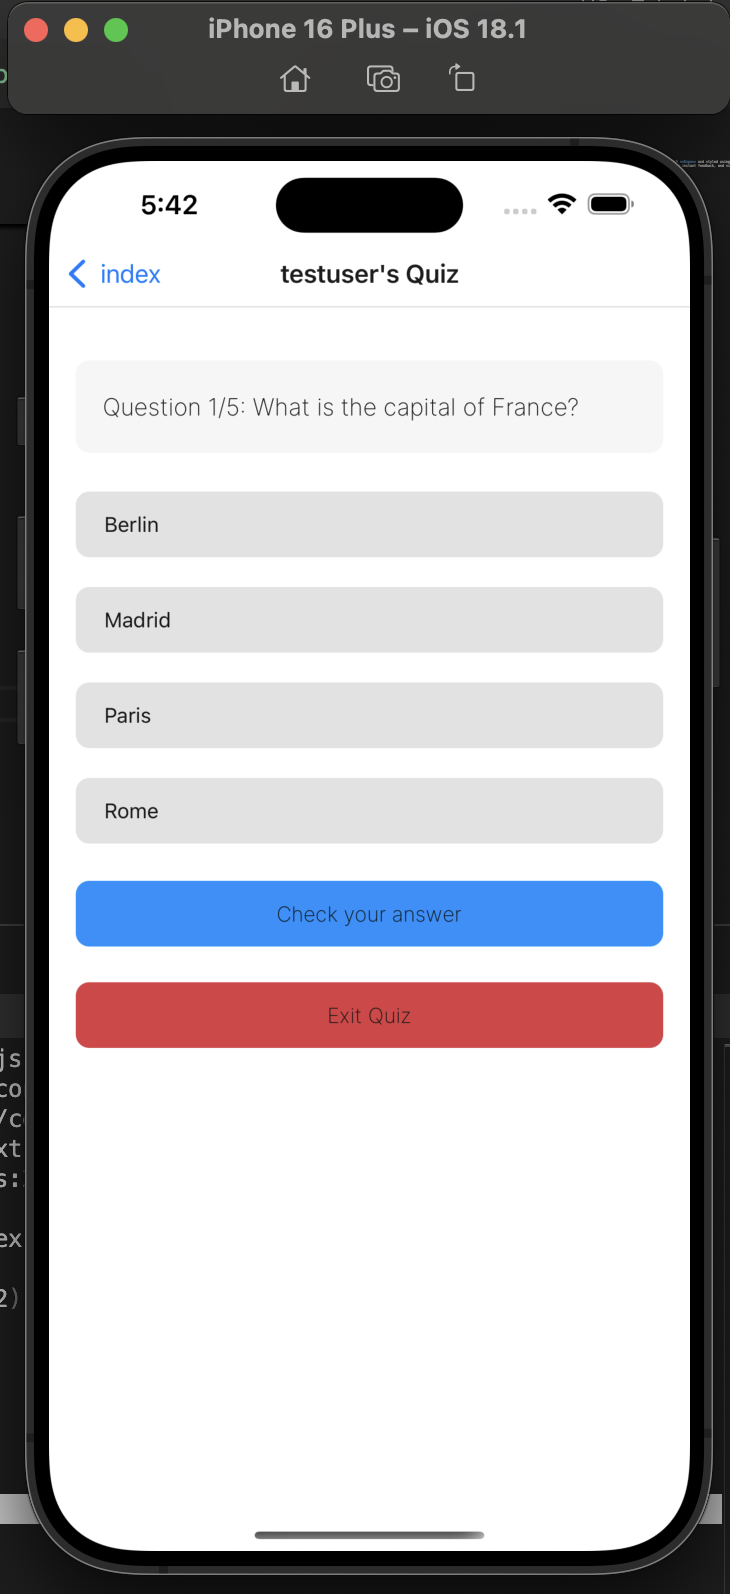 iPhone 16 Plus – iOS 18.1
5:42
index
testuser's Quiz
Question 1/5: What is the capital of France?
Berlin
Madrid
Paris
Rome
Check your answer
Exit Quiz
js
co
xt
s:
ex
2)